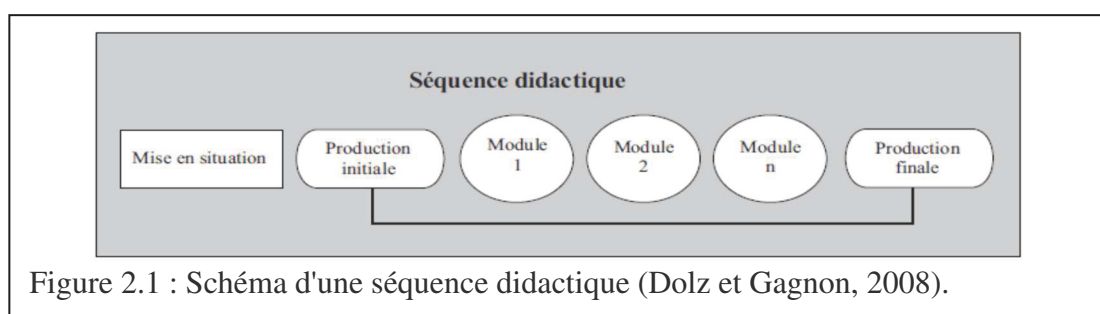 Séquence didactique
Mise en situation
Production
initiale
Module
1
Module
2
Module
n
Production
finale
Figure 2.1 : Schéma d'une séquence didactique (Dolz et Gagnon, 2008).